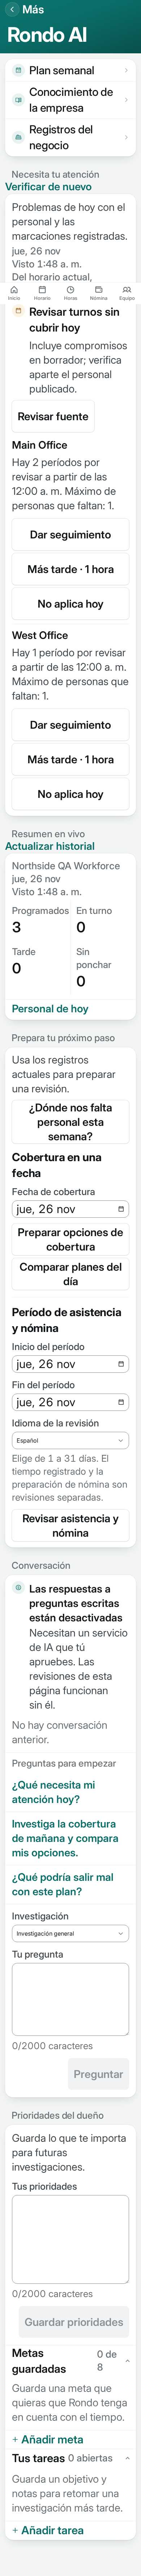 Más
Rondo AI
Plan semanal
Conocimiento de
la empresa
Registros del
negocio
Necesita tu atención
Verificar de nuevo
Problemas de hoy con el
personal y las
marcaciones registradas.
jue, 26 nov
Visto 1:48 a. m.
Del horario actual,
Inicio
Horario
Horas
Nómina
Equipo
Revisar turnos sin
cubrir hoy
Incluye compromisos
en borrador; verifica
aparte el personal
publicado.
Revisar fuente
Main Office
Hay 2 períodos por
revisar a partir de las
12:00 a. m. Máximo de
personas que faltan: 1.
Dar seguimiento
Más tarde · 1 hora
No aplica hoy
West Office
Hay 1 período por revisar
a partir de las 12:00 a. m.
Máximo de personas que
faltan: 1.
Dar seguimiento
Más tarde · 1 hora
No aplica hoy
Resumen en vivo
Actualizar historial
Northside QA Workforce
jue, 26 nov
Visto 1:48 a. m.
Programados
En turno
3
0
Tarde
Sin
ponchar
0
0
Personal de hoy
Prepara tu próximo paso
Usa los registros
actuales para preparar
una revisión.
¿Dónde nos falta
personal esta
semana?
Cobertura en una
fecha
Fecha de cobertura
jue, 26 nov
Preparar opciones de
cobertura
Comparar planes del
día
Período de asistencia
y nómina
Inicio del período
jue, 26 nov
Fin del período
jue, 26 nov
Idioma de la revisión
Español
Elige de 1 a 31 días. El
tiempo registrado y la
preparación de nómina son
revisiones separadas.
Revisar asistencia y
nómina
Conversación
Las respuestas a
preguntas escritas
están desactivadas
Necesitan un servicio
de IA que tú
apruebes. Las
revisiones de esta
página funcionan
sin él.
No hay conversación
anterior.
Preguntas para empezar
¿Qué necesita mi
atención hoy?
Investiga la cobertura
de mañana y compara
mis opciones.
¿Qué podría salir mal
con este plan?
Investigación
Investigación general
Tu pregunta
0/2000 caracteres
Preguntar
Prioridades del dueño
Guarda lo que te importa
para futuras
investigaciones.
Tus prioridades
0/2000 caracteres
Guardar prioridades
Metas
guardadas
0 de
8
Guarda una meta que
quieras que Rondo tenga
en cuenta con el tiempo.
+ Añadir meta
Tus tareas 0 abiertas
Guarda un objetivo y
notas para retomar una
investigación más tarde.
+ Añadir tarea